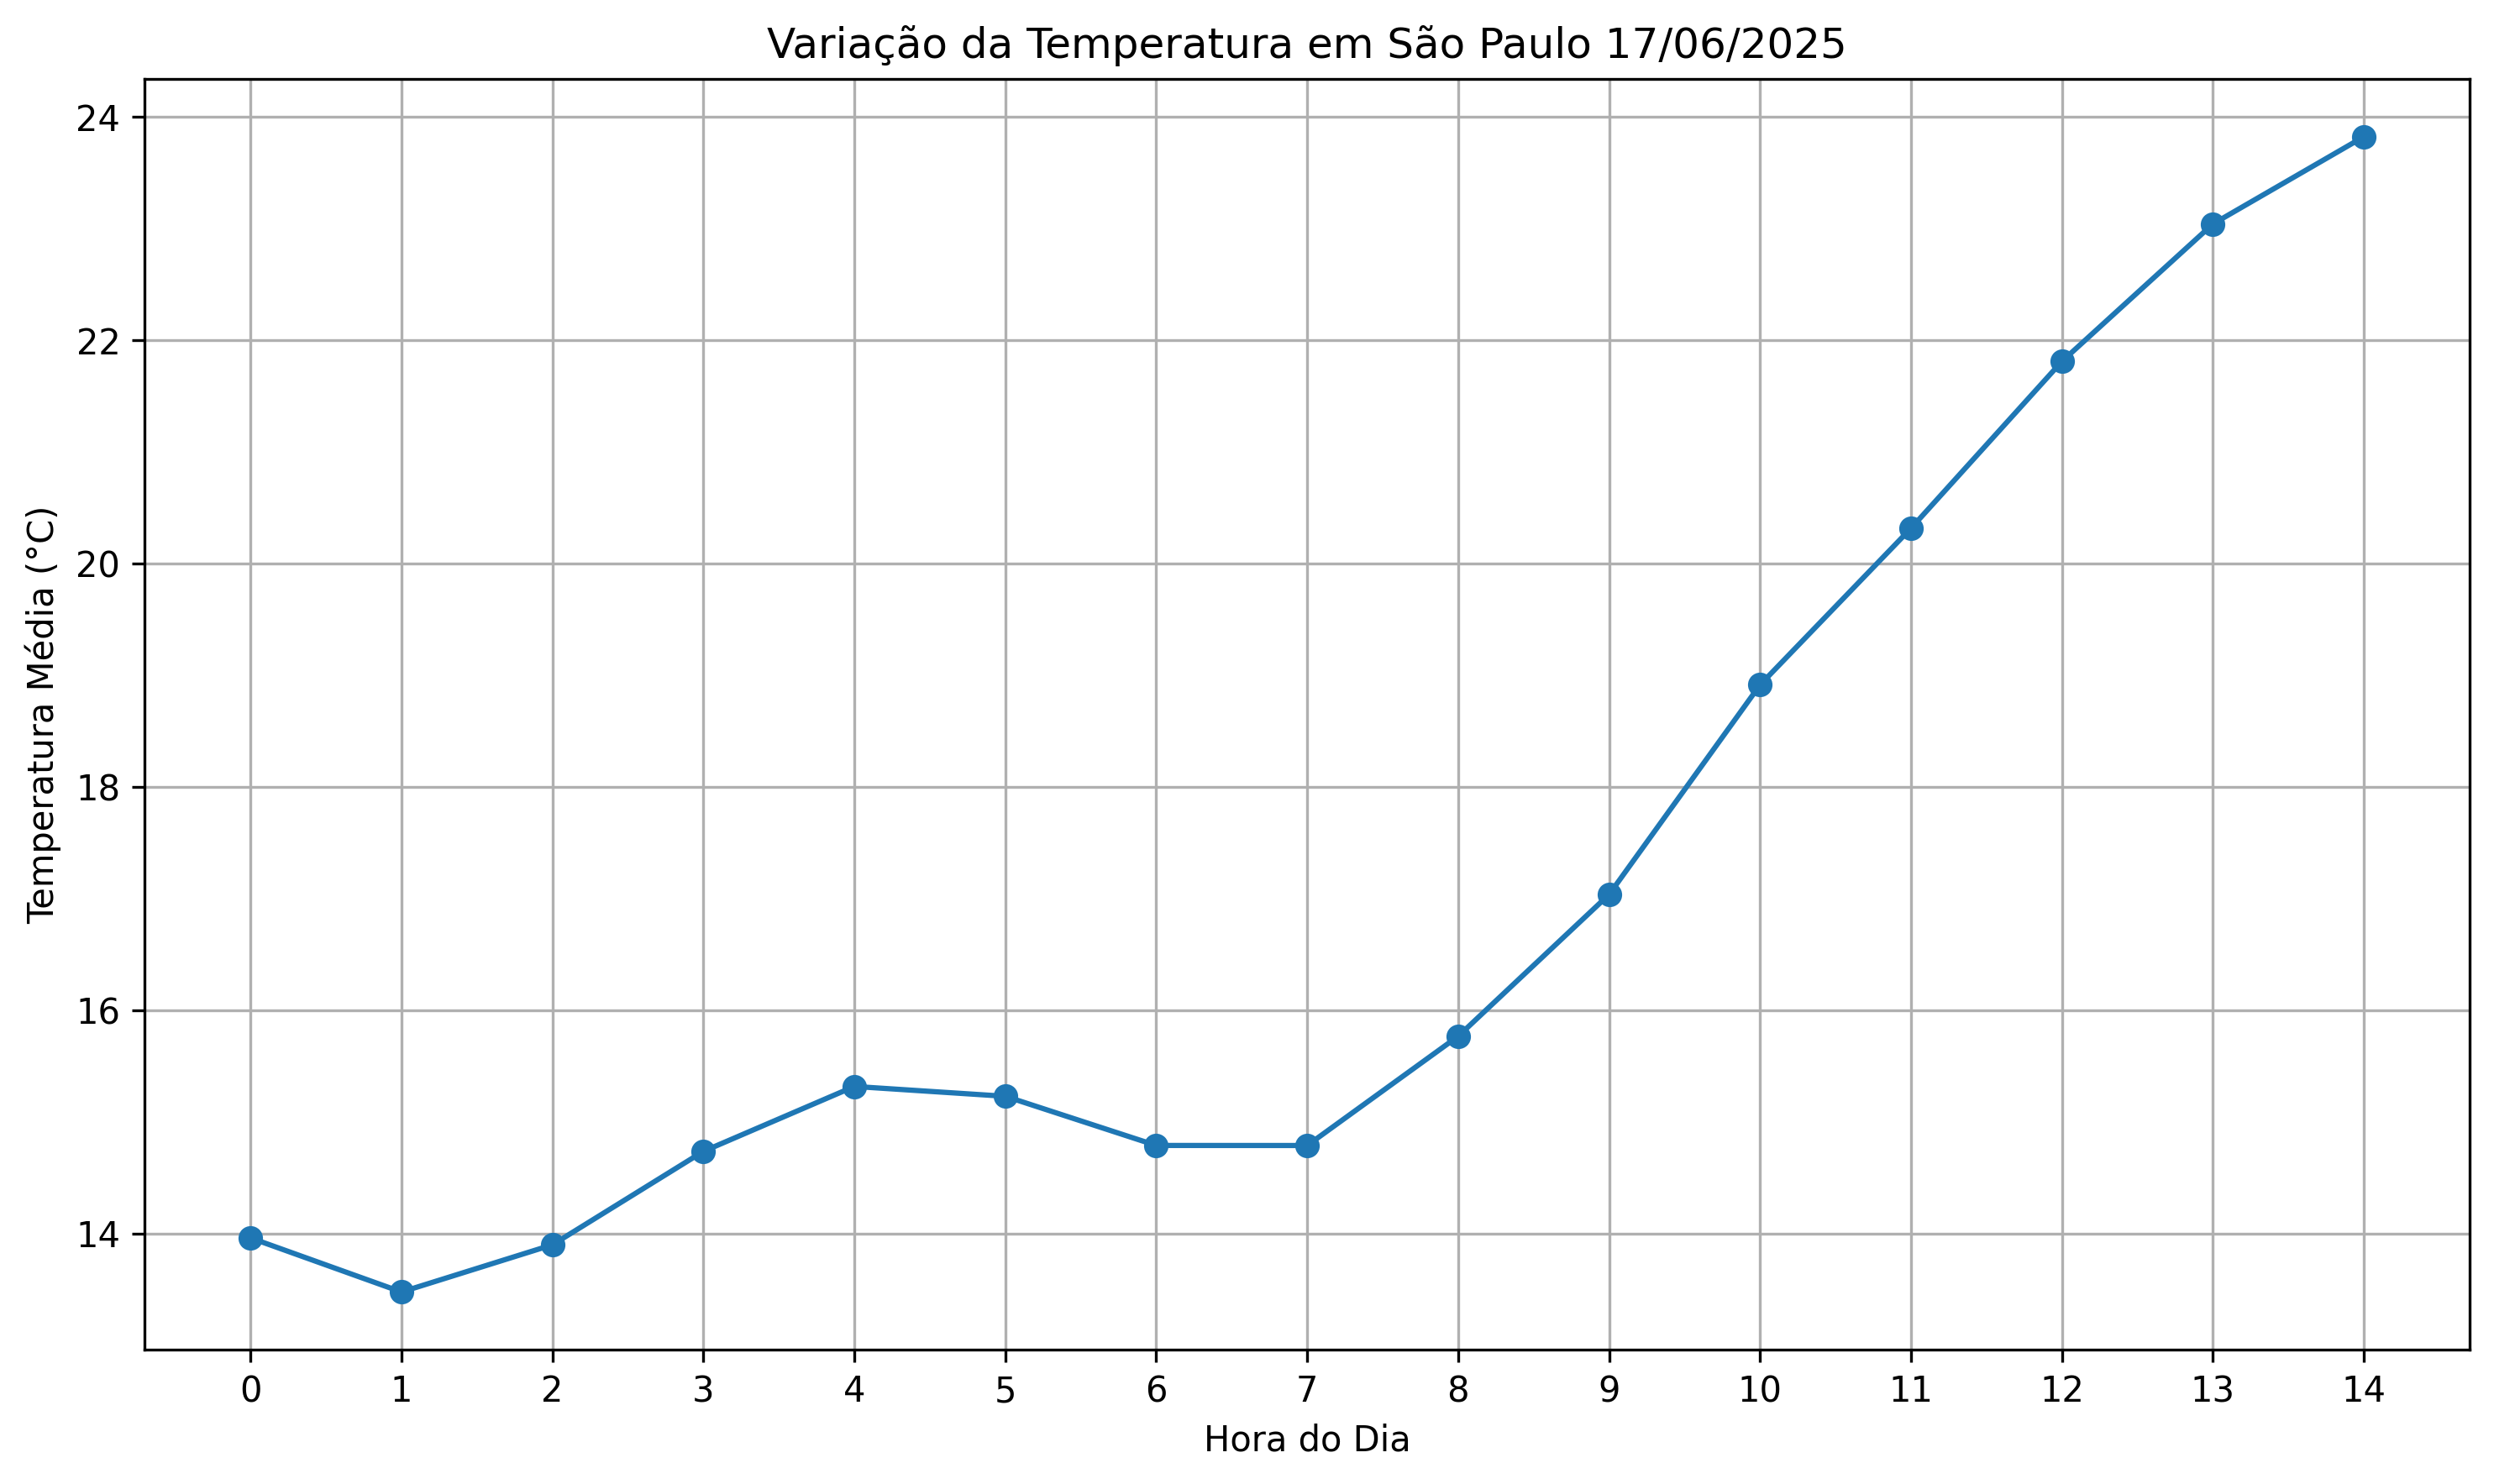 Variação da Temperatura em São Paulo 17/06/2025
Temperatura Média (°C)
24
22
20
18
16
14
0 1 2 3 4 5 6 7 8 9 10 11 12 13 14
Hora do Dia